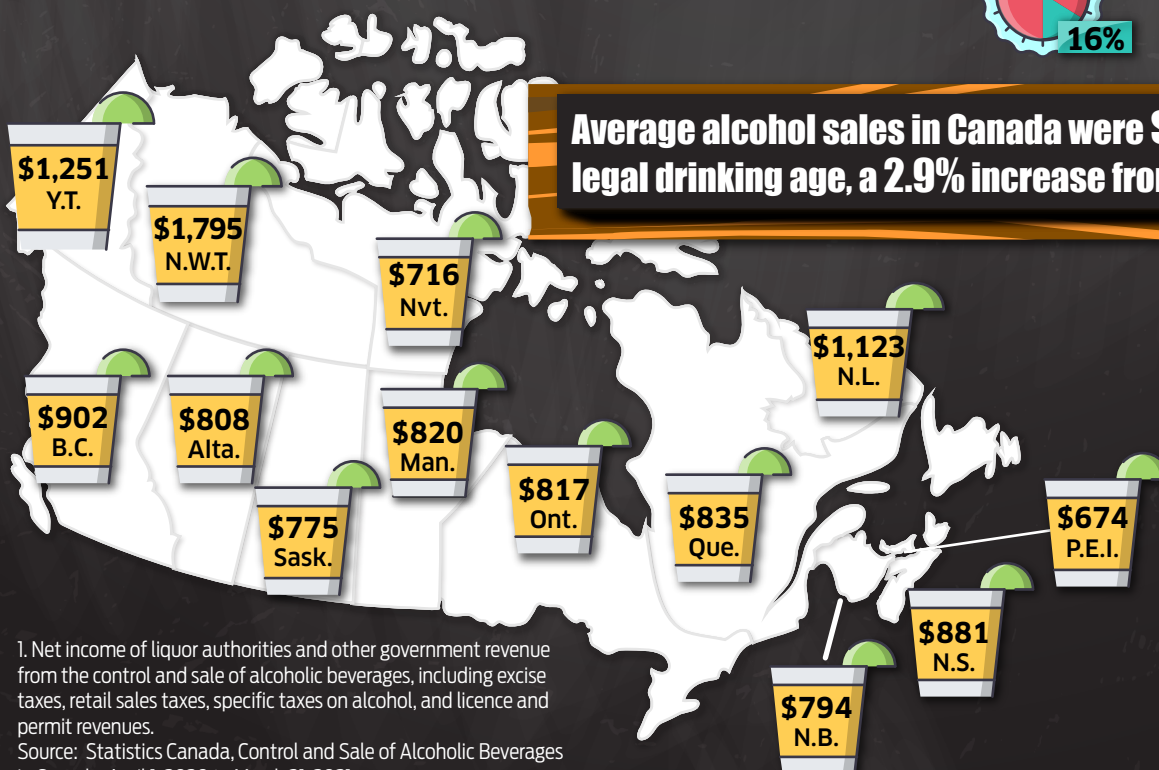 16%
Average alcohol sales in Canada were $
legal drinking age, a 2.9% increase from
$1,251
Y.T.
$1,795
N.W.T.
$716
Nvt.
$1,123
N.L.
$902
B.C.
$808
Alta.
$820
Man.
$775
Sask.
$817
Ont.
$835
Que.
$674
P.E.I.
$881
N.S.
$794
N.B.
1. Net income of liquor authorities and other government revenue
from the control and sale of alcoholic beverages, including excise
taxes, retail sales taxes, specific taxes on alcohol, and licence and
permit revenues.
Source: Statistics Canada, Control and Sale of Alcoholic Beverages